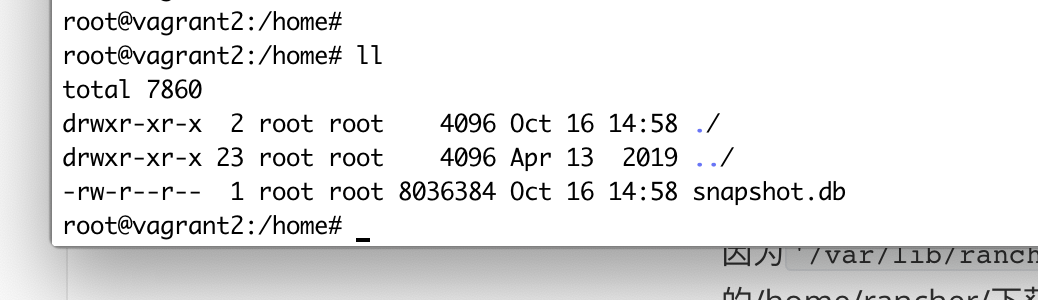 root@vagrant2:/home#
root@vagrant2:/home# ll
total 7860
drwxr-xr-x  2 root root    4096 Oct 16 14:58 ./
drwxr-xr-x 23 root root    4096 Apr 13  2019 ../
-rw-r--r--  1 root root 8036384 Oct 16 14:58 snapshot.db
root@vagrant2:/home# _
因为 '/var/lib/ranch
的/home/rancher/下